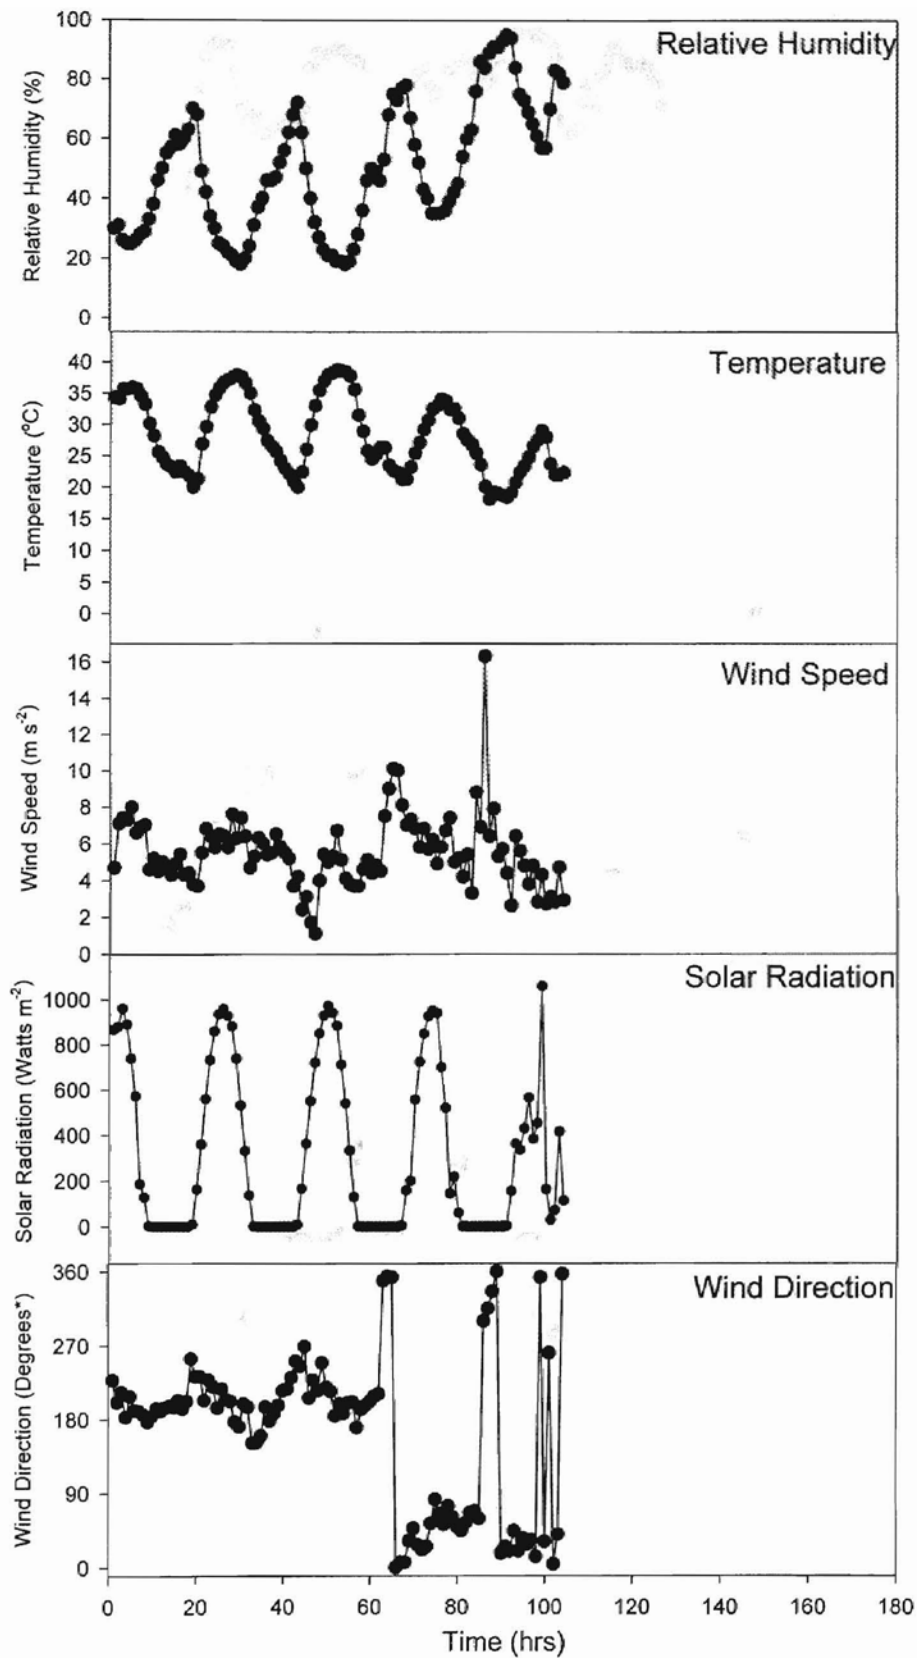 Relative Humidity
Relative Humidity (%)
100
80
60
40
20
0
Temperature
Temperature (°C)
40
35
30
25
20
15
10
5
0
Wind Speed
Wind Speed (m s-2)
16
14
12
10
8
6
4
2
0
Solar Radiation
Solar Radiation (Watts m-2)
1000
800
600
400
200
0
Wind Direction
Wind Direction (Degrees*)
360
270
180
90
0
0 20 40 60 80 100 120 140 160 180
Time (hrs)